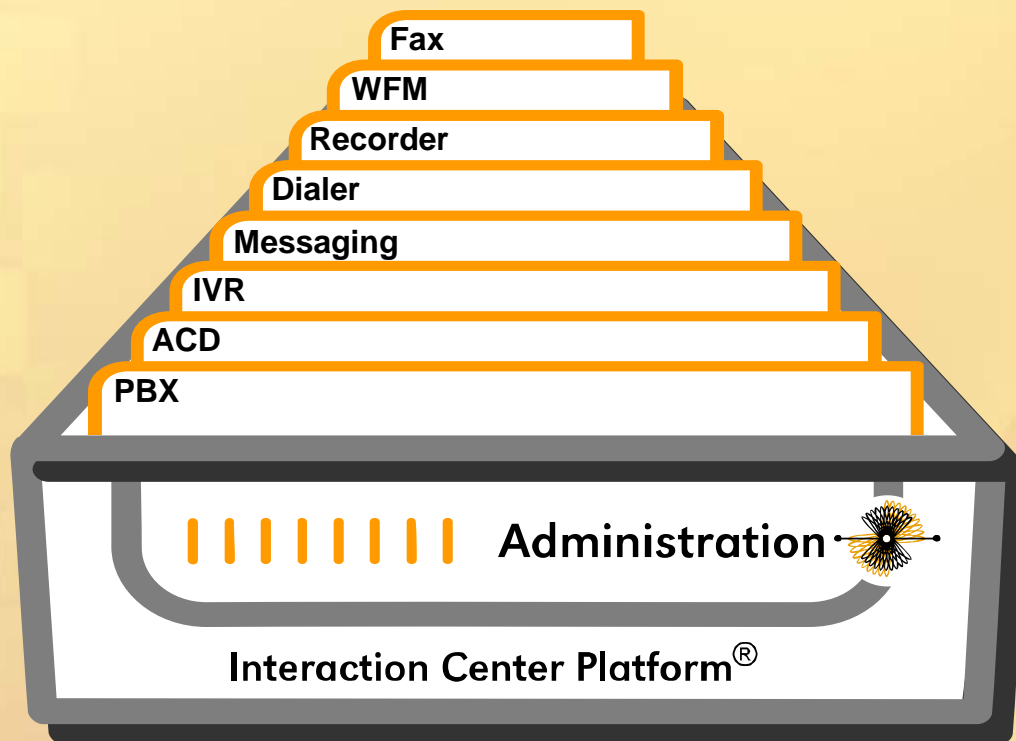 Fax
WFM
Recorder
Dialer
Messaging
IVR
ACD
PBX
Administration
Interaction Center Platform®